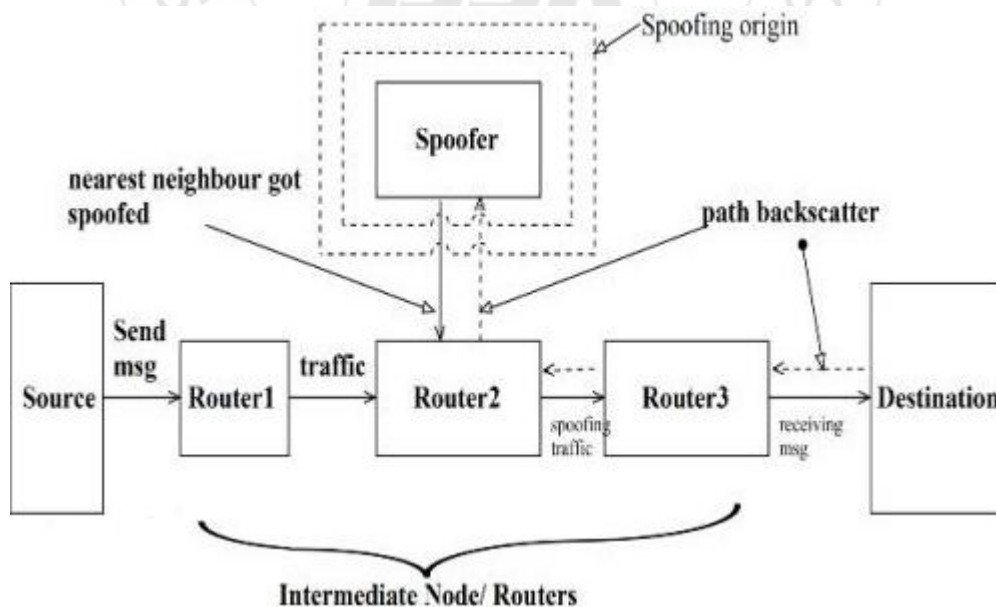 Spoofing origin
Spoofer
nearest neighbour got
spoofed
path backscatter
Send
msg
traffic
Source
Router1
Router2
Router3
Destination
spoofing
traffic
receiving
msg
Intermediate Node/ Routers